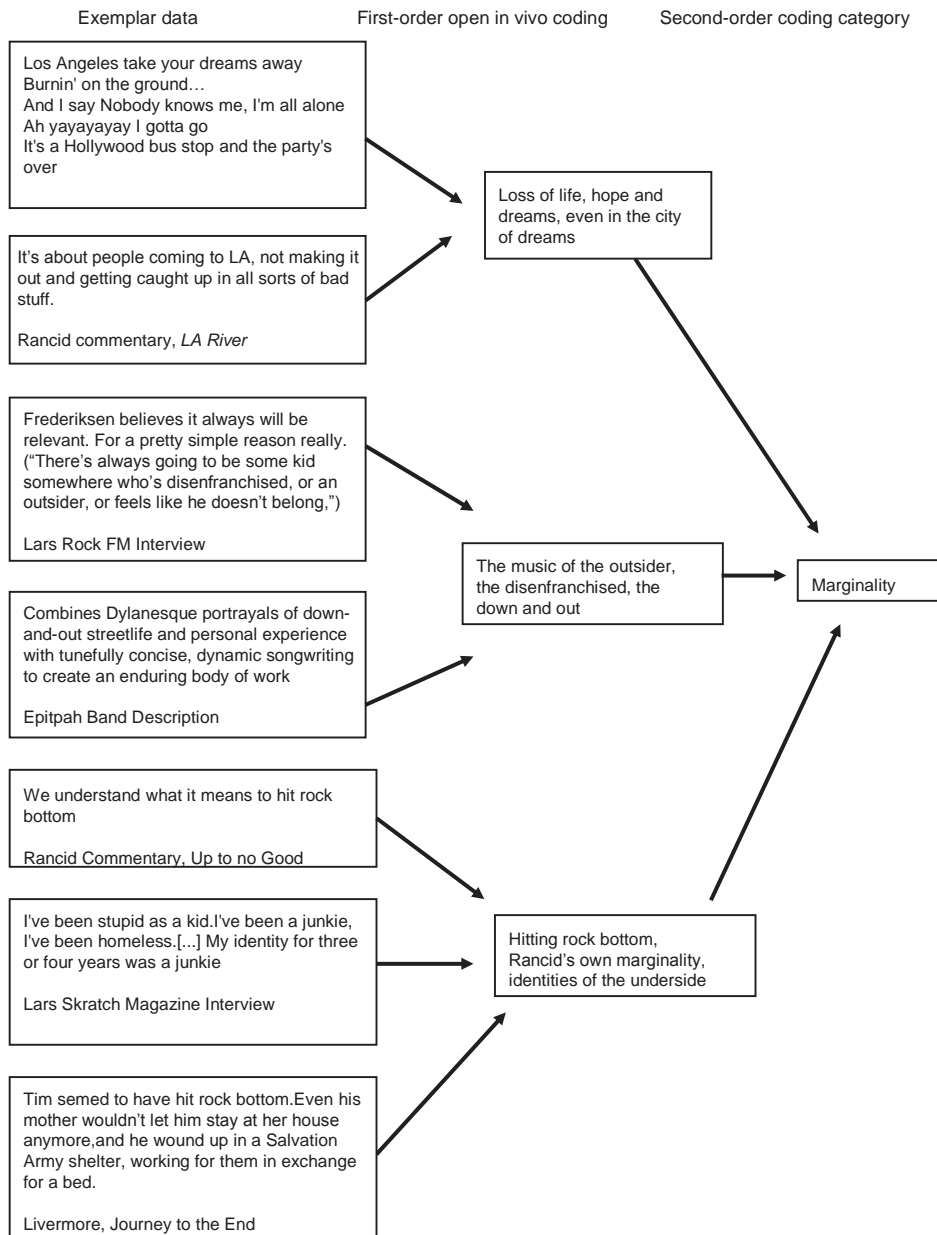 Exemplar data
First-order open in vivo coding
Second-order coding category
Los Angeles take your dreams away
Burnin' on the ground…
And I say Nobody knows me, I'm all alone
Ah yayayayay I gotta go
It's a Hollywood bus stop and the party's
over
It's about people coming to LA, not making it
out and getting caught up in all sorts of bad
stuff.
Rancid commentary, LA River
Loss of life, hope and
dreams, even in the city
of dreams
Frederiksen believes it always will be
relevant. For a pretty simple reason really.
(“There’s always going to be some kid
somewhere who’s disenfranchised, or an
outsider, or feels like he doesn’t belong,”)
Lars Rock FM Interview
Combines Dylanesque portrayals of down-
and-out streetlife and personal experience
with tunefully concise, dynamic songwriting
to create an enduring body of work
Epitpah Band Description
The music of the outsider,
the disenfranchised, the
down and out
Marginality
We understand what it means to hit rock
bottom
Rancid Commentary, Up to no Good
I've been stupid as a kid.I've been a junkie,
I've been homeless.[...] My identity for three
or four years was a junkie
Lars Skratch Magazine Interview
Tim semed to have hit rock bottom.Even his
mother wouldn’t let him stay at her house
anymore,and he wound up in a Salvation
Army shelter, working for them in exchange
for a bed.
Livermore, Journey to the End
Hitting rock bottom,
Rancid’s own marginality,
identities of the underside